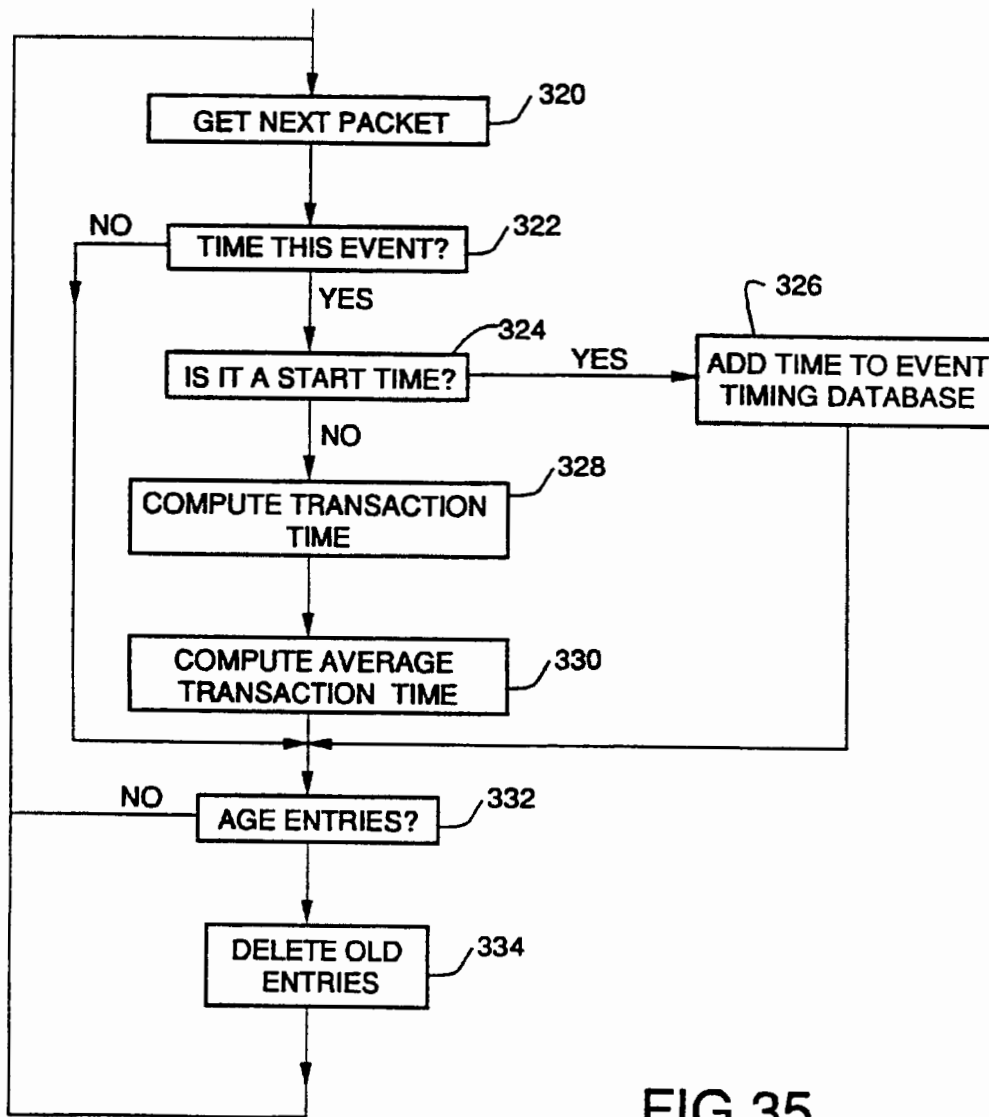 320
GET NEXT PACKET
NO
322
TIME THIS EVENT?
YES
324
326
IS IT A START TIME?
YES
ADD TIME TO EVENT
TIMING DATABASE
NO
328
COMPUTE TRANSACTION
TIME
330
COMPUTE AVERAGE
TRANSACTION TIME
NO
332
AGE ENTRIES?
334
DELETE OLD
ENTRIES
FIG.35